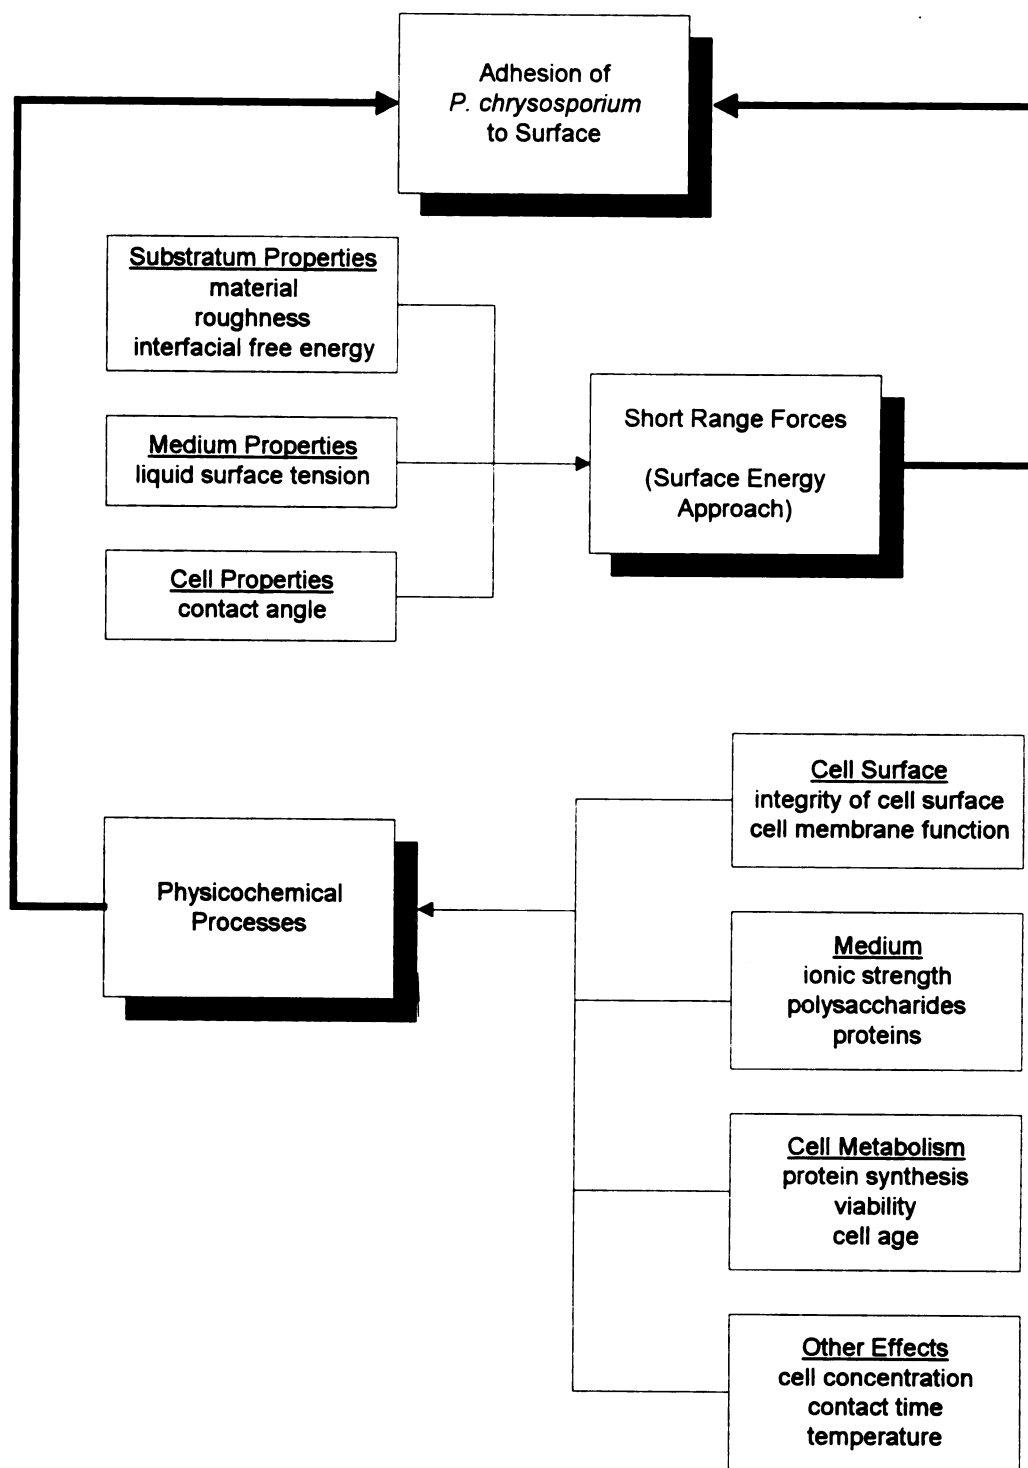 Adhesion of
P. chrysosporium
to Surface
Substratum Properties
material
roughness
interfacial free energy
Medium Properties
liquid surface tension
Cell Properties
contact angle
Short Range Forces
(Surface Energy
Approach)
Physicochemical
Processes
Cell Surface
integrity of cell surface
cell membrane function
Medium
ionic strength
polysaccharides
proteins
Cell Metabolism
protein synthesis
viability
cell age
Other Effects
cell concentration
contact time
temperature